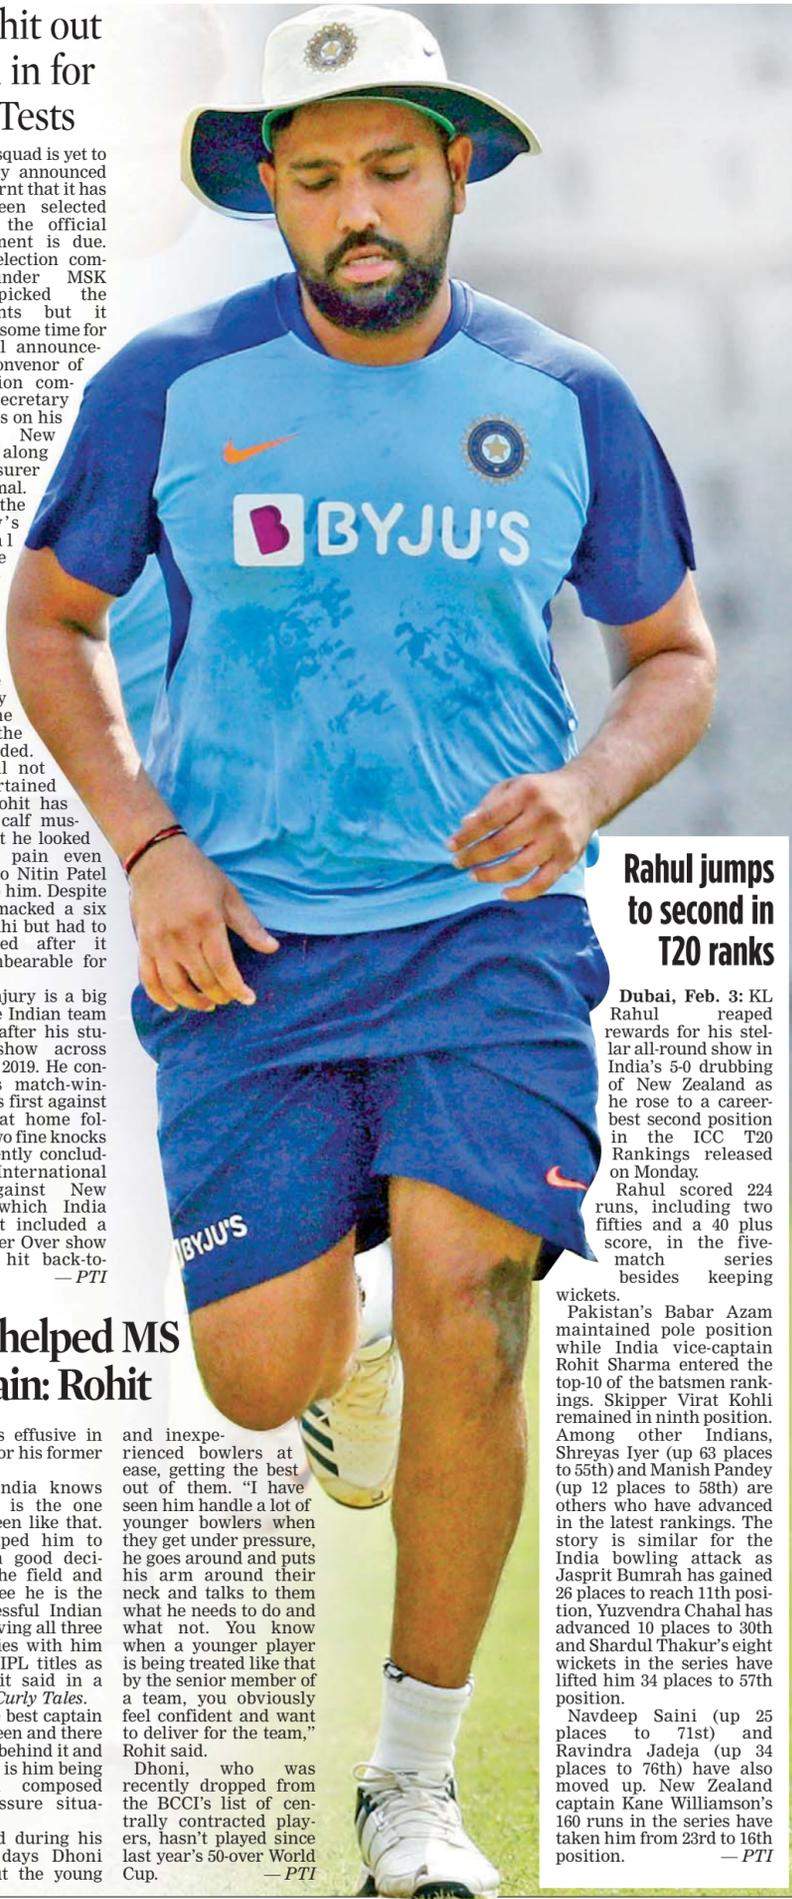 hit out
in for
Tests
squad is yet to
y announced
rnt that it has
een selected
the official
ment is due.
election com-
under MSK
picked the
nts but it
some time for
l announce-
onvenor of
ion com-
ecretary
s on his
New
along
surer
mal.
the
y's
l
e
y
he
the
ded.
l not
rtained
ohit has
calf mus-
t he looked
pain even
o Nitin Patel
him. Despite
macked a six
hi but had to
ed after it
nbearable for
njury is a big
e Indian team
after his stu-
show across
2019. He con-
s match-win-
s first against
at home fol-
wo fine knocks
ently conclud-
International
gainst New
which India
t included a
er Over show
hit back-to-
— PTI
helped MS
ain: Rohit
s effusive in
or his former
ndia knows
is the one
een like that.
ped him to
good deci-
he field and
ee he is the
essful Indian
ving all three
ies with him
IPL titles as
it said in a
Curly Tales.
best captain
een and there
behind it and
is him being
composed
ssure situa-
d during his
days Dhoni
ut the young
and inexpe-
rienced bowlers at
ease, getting the best
out of them. “I have
seen him handle a lot of
younger bowlers when
they get under pressure,
he goes around and puts
his arm around their
neck and talks to them
what he needs to do and
what not. You know
when a younger player
is being treated like that
by the senior member of
a team, you obviously
feel confident and want
to deliver for the team,”
Rohit said.
Dhoni, who was
recently dropped from
the BCCI’s list of cen-
trally contracted play-
ers, hasn’t played since
last year’s 50-over World
Cup. — PTI
B BYJU'S
BYJU'S
Rahul jumps
to second in
T20 ranks
Dubai, Feb. 3: KL
Rahul reaped
rewards for his stel-
lar all-round show in
India’s 5-0 drubbing
of New Zealand as
he rose to a career-
best second position
in the ICC T20
Rankings released
on Monday.
Rahul scored 224
runs, including two
fifties and a 40 plus
score, in the five-
match series
besides keeping
wickets.
Pakistan’s Babar Azam
maintained pole position
while India vice-captain
Rohit Sharma entered the
top-10 of the batsmen rank-
ings. Skipper Virat Kohli
remained in ninth position.
Among other Indians,
Shreyas Iyer (up 63 places
to 55th) and Manish Pandey
(up 12 places to 58th) are
others who have advanced
in the latest rankings. The
story is similar for the
India bowling attack as
Jasprit Bumrah has gained
26 places to reach 11th posi-
tion, Yuzvendra Chahal has
advanced 10 places to 30th
and Shardul Thakur’s eight
wickets in the series have
lifted him 34 places to 57th
position.
Navdeep Saini (up 25
places to 71st) and
Ravindra Jadeja (up 34
places to 76th) have also
moved up. New Zealand
captain Kane Williamson’s
160 runs in the series have
taken him from 23rd to 16th
position. — PTI